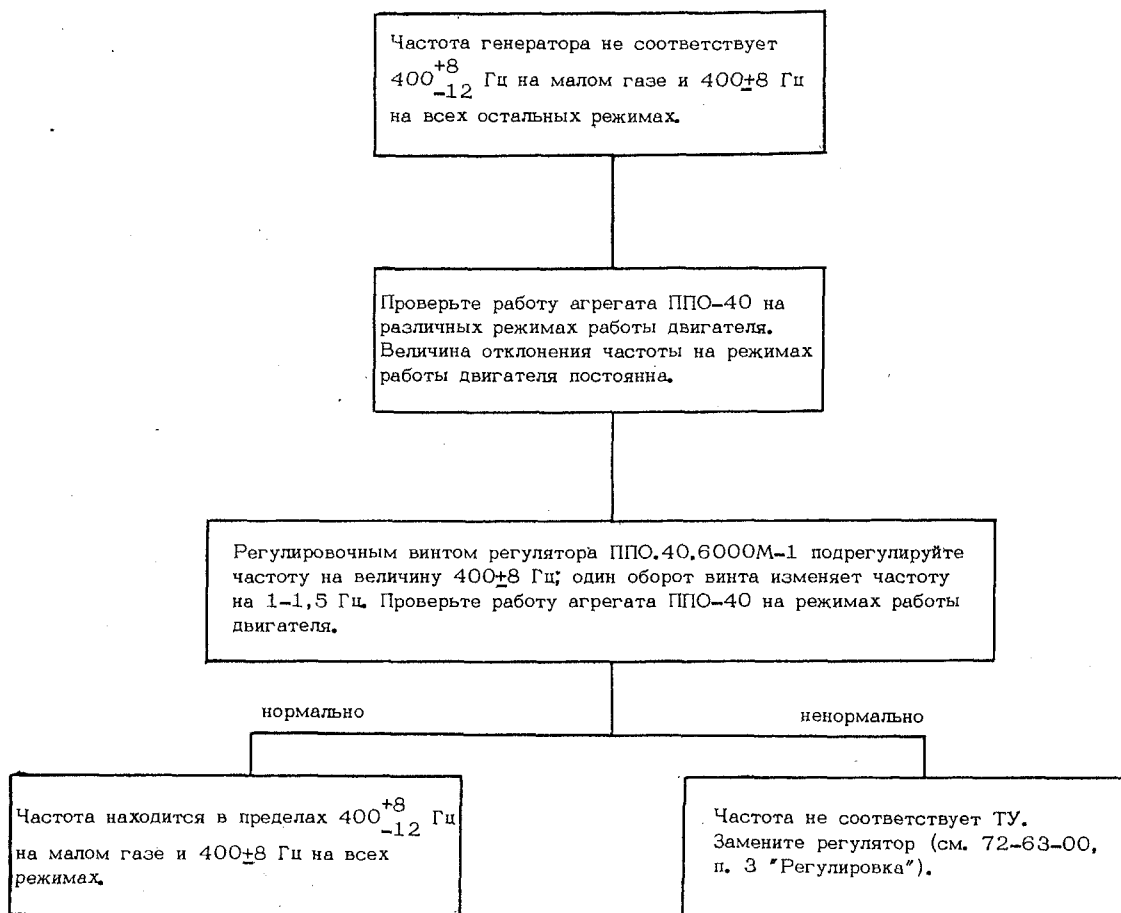 Частота генератора не соответствует
400 +8 -12 Гц на малом газе и 400±8 Гц
на всех остальных режимах.
Проверьте работу агрегата ППО-40 на
различных режимах работы двигателя.
Величина отклонения частоты на режимах
работы двигателя постоянна.
Регулировочным винтом регулятора ППО.40.6000М-1 подрегулируйте
частоту на величину 400±8 Гц; один оборот винта изменяет частоту
на 1-1,5 Гц. Проверьте работу агрегата ППО-40 на режимах работы
двигателя.
нормально
ненормально
Частота находится в пределах 400 +8 -12 Гц
на малом газе и 400±8 Гц на всех
режимах.
Частота не соответствует ТУ.
Замените регулятор (см. 72-63-00,
п. 3 "Регулировка").